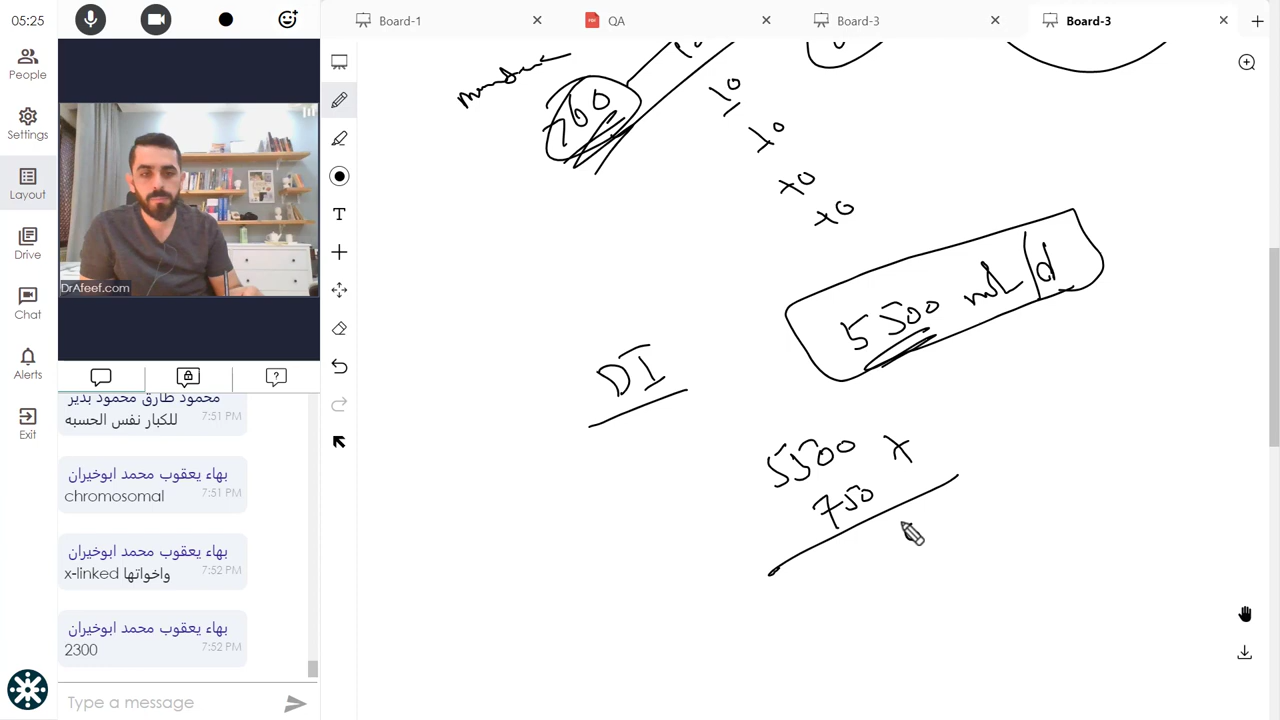 05:25
People
Settings
Layout
Drive
Chat
Alerts
Exit
DrAfeef.com
محمود طارق محمود بدير
للكبار نفس الحسبه
7:51 PM
بهاء يعقوب محمد ابوخيران
chromosomal
7:51 PM
بهاء يعقوب محمد ابوخيران
x-linked واخواتها
7:52 PM
بهاء يعقوب محمد ابوخيران
2300
7:52 PM
Type a message
Board-1
QA
Board-3
Board-3
760
10
10
10
10
5500 mL/d
DI
5500 x
750